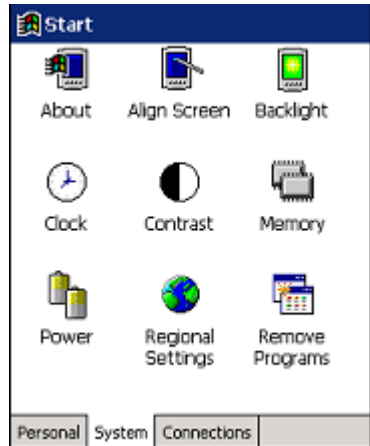 Start
About Align Screen Backlight
Clock Contrast Memory
Power Regional Settings Remove Programs
Personal System Connections